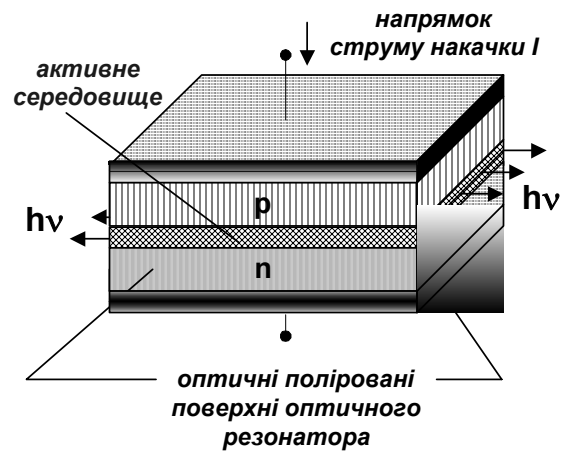 напрямок
струму накачки I
активне
середовище
p
hν
hν
n
оптичні поліровані
поверхні оптичного
резонатора